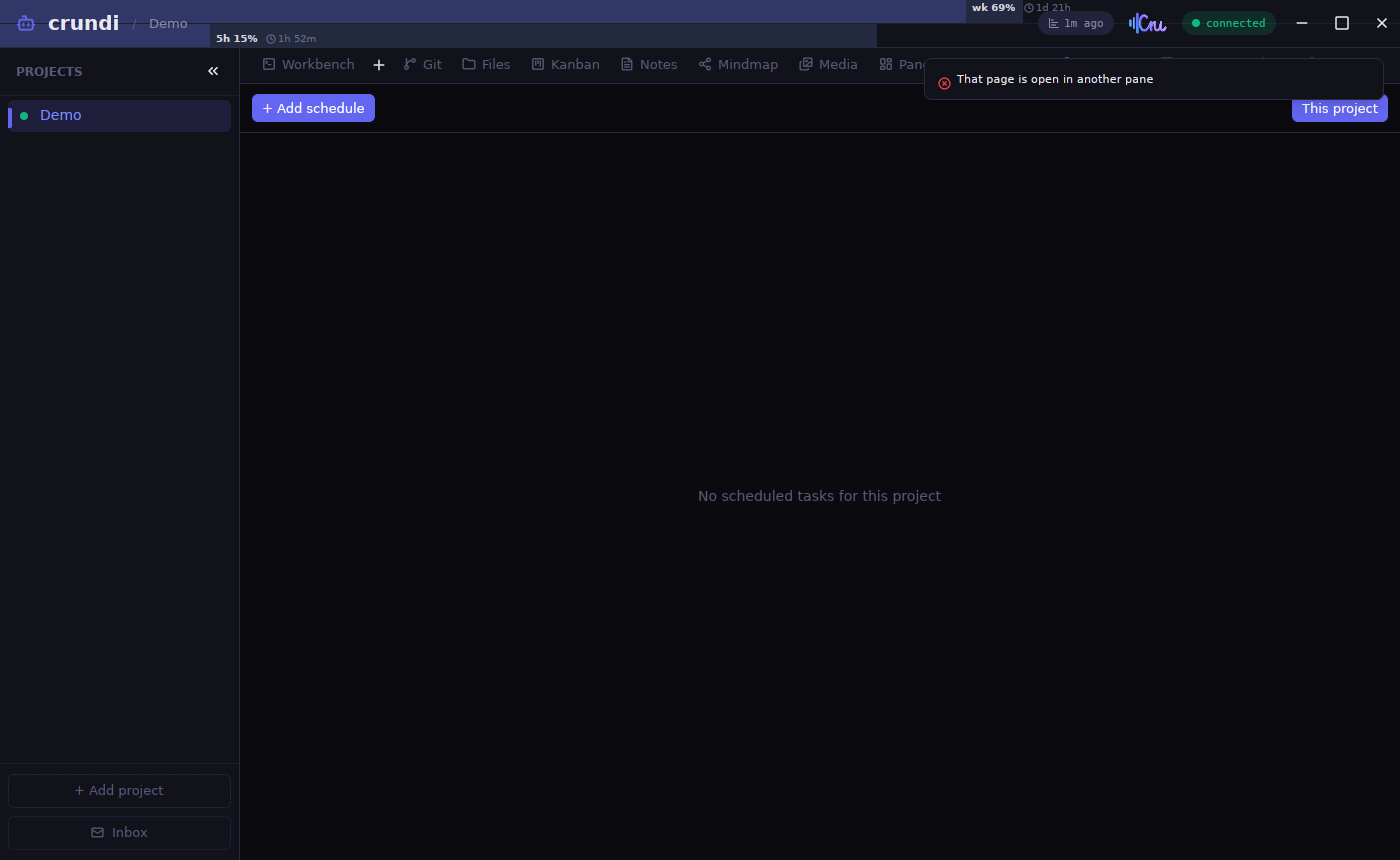 wk 69% 1d 21h
crundi / Demo
1m ago
Cru
connected
5h 15% 1h 52m
PROJECTS
Workbench + Git Files Kanban Notes Mindmap Media
That page is open in another pane
+ Add schedule
This project
Demo
No scheduled tasks for this project
+ Add project
Inbox